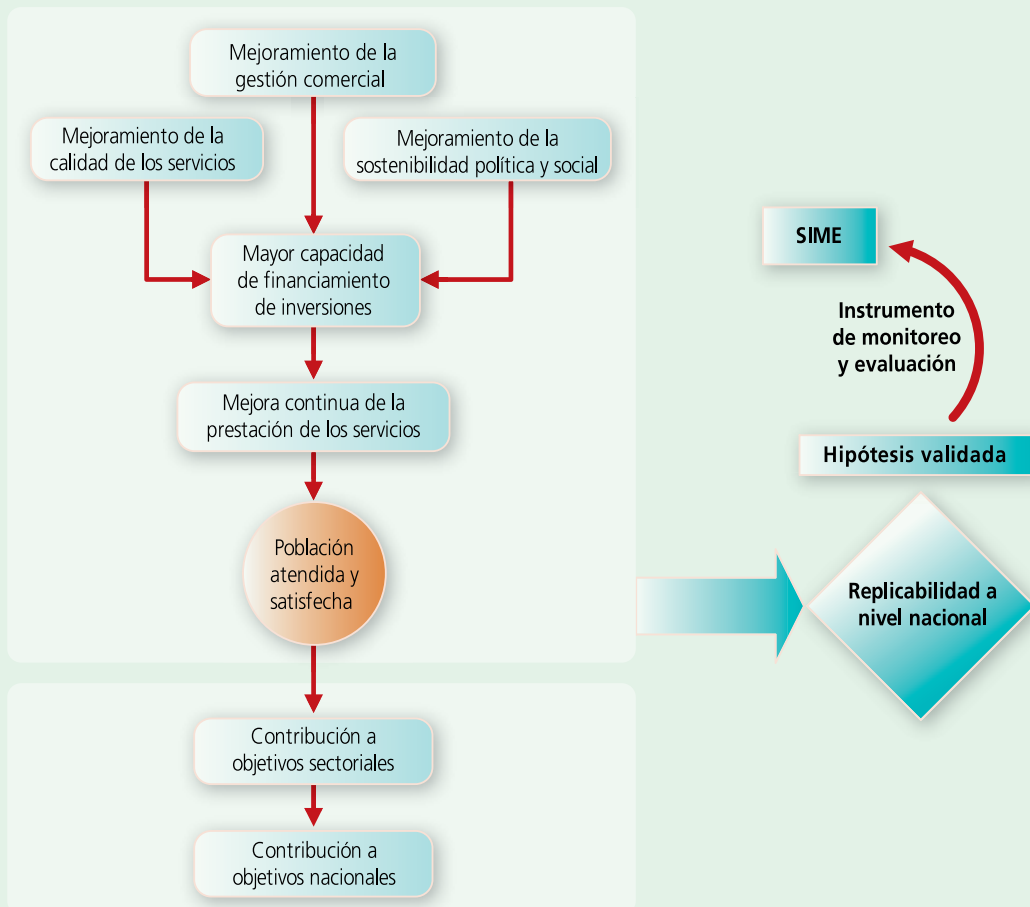 Mejoramiento de la
gestión comercial
Mejoramiento de la
calidad de los servicios
Mejoramiento de la
sostenibilidad política y social
Mayor capacidad
de financiamiento
de inversiones
Mejora continua de la
prestación de los servicios
Población
atendida y
satisfecha
Contribución a
objetivos sectoriales
Contribución a
objetivos nacionales
SIME
Instrumento
de monitoreo
y evaluación
Hipótesis validada
Replicabilidad a
nivel nacional